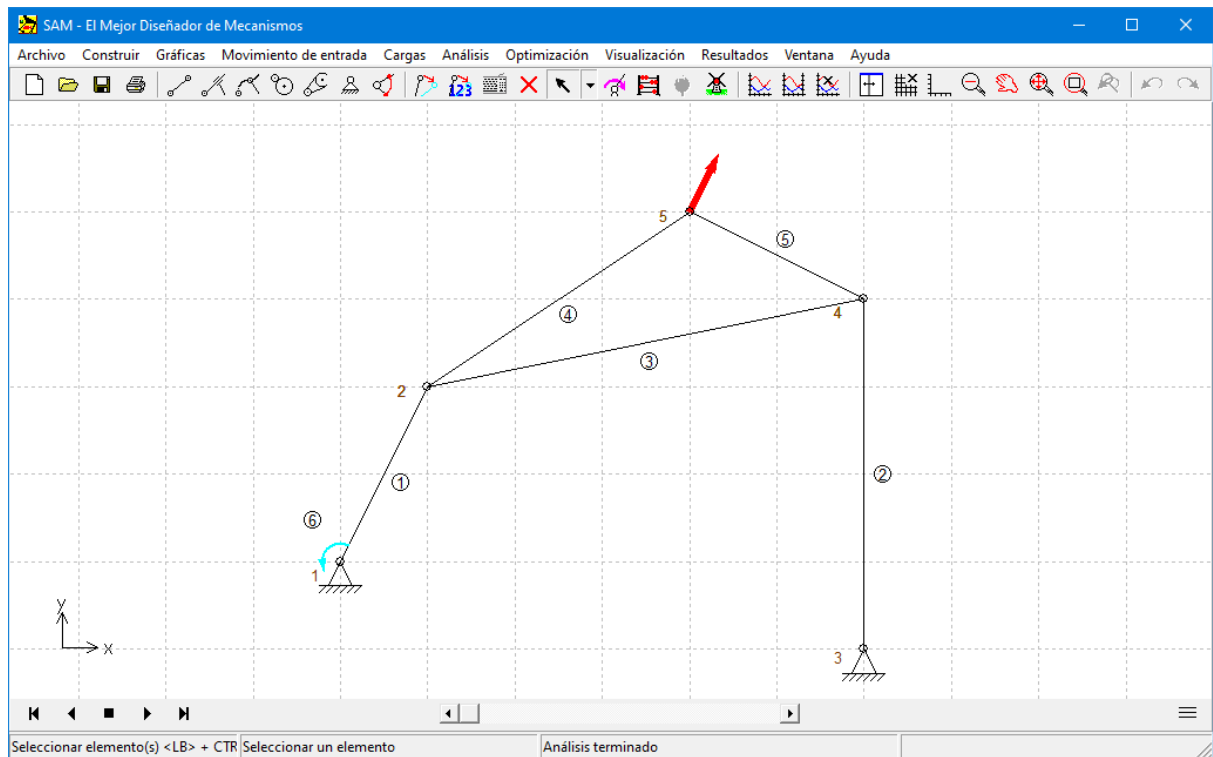 SAM - El Mejor Diseñador de Mecanismos
Archivo Construir Gráficas Movimiento de entrada Cargas Análisis Optimización Visualización Resultados Ventana Ayuda
123
5
⑤
4
④
③
2
①
②
⑥
1
y
x
3
Seleccionar elemento(s) <LB> + CTR Seleccionar un elemento Análisis terminado